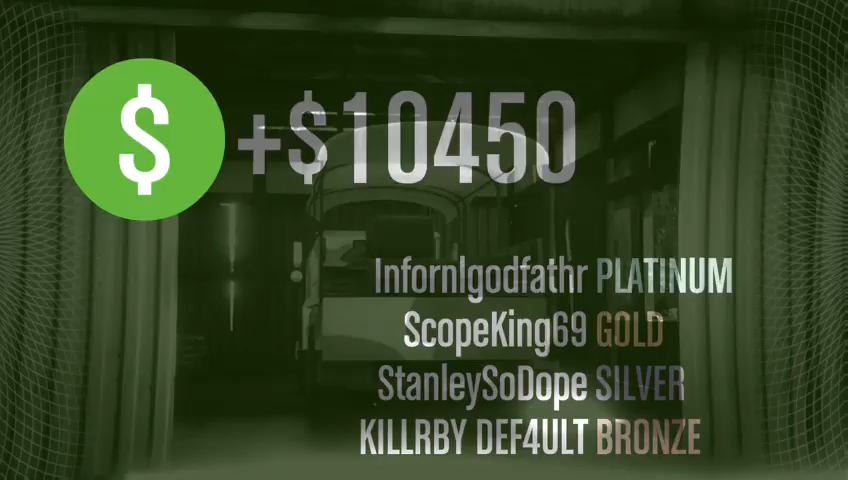 $ +$10450
Infornlgodfathr PLATINUM
ScopeKing69 GOLD
StanleySoDope SILVER
KILLRBY DEF4ULT BRONZE